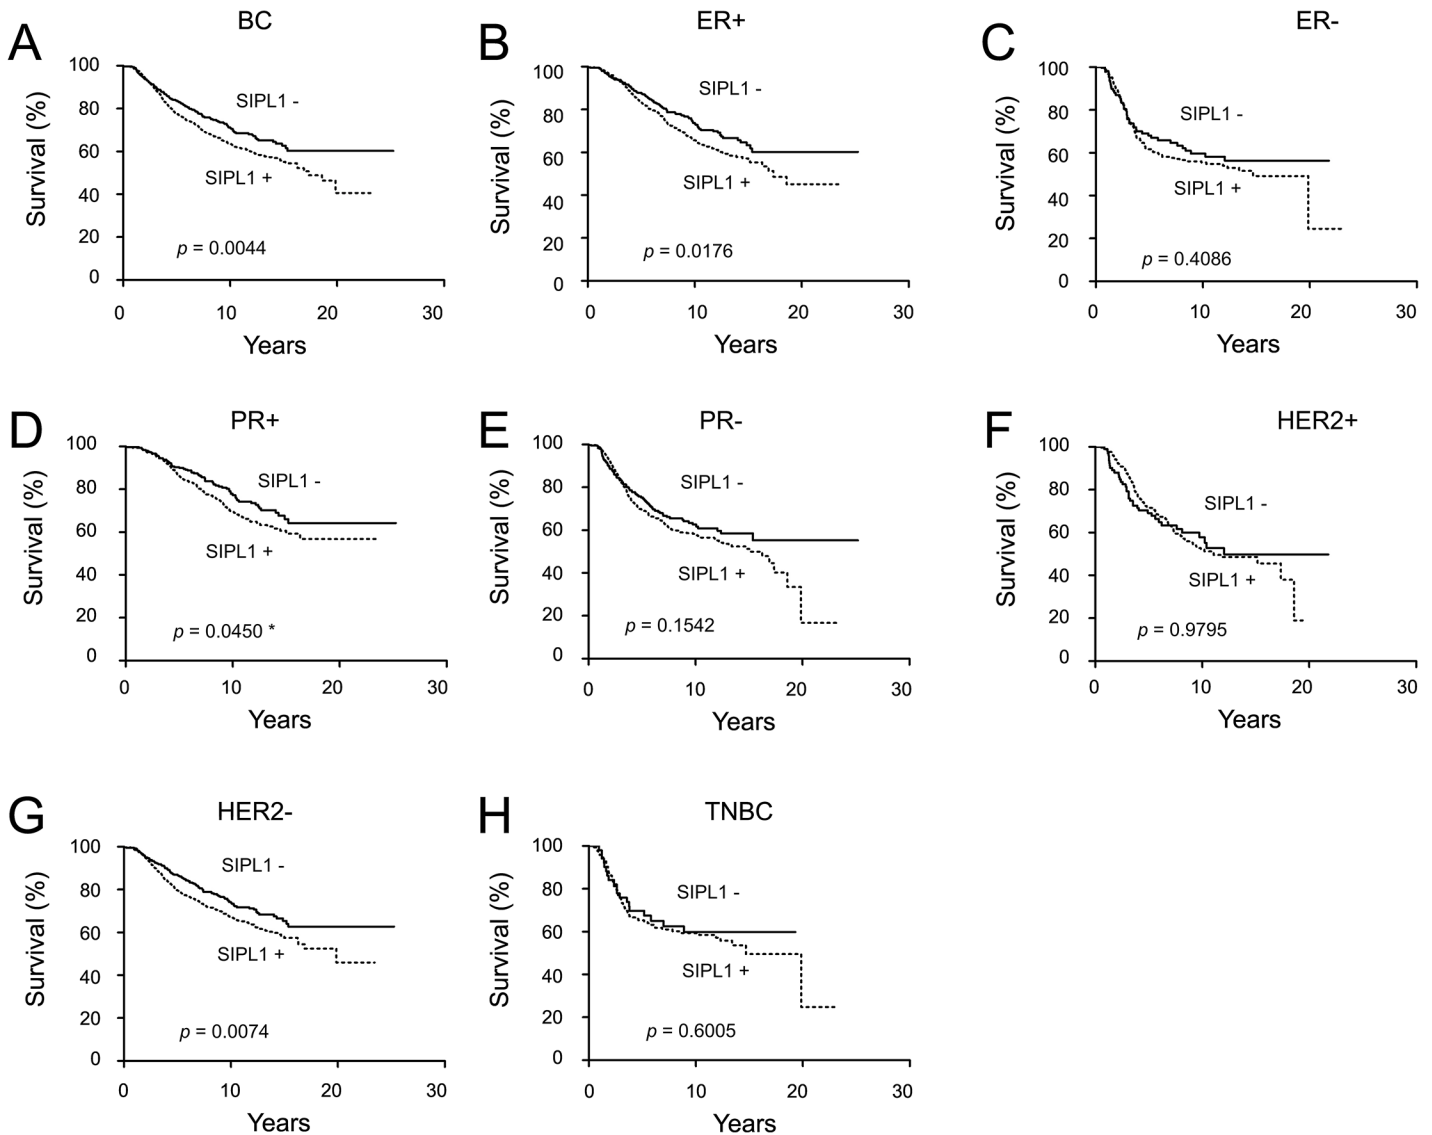 A
BC
Survival (%)
100
80
60
40
20
0
SIPL1 -
SIPL1 +
p = 0.0044
0 10 20 30
Years
B
ER+
Survival (%)
100
80
60
40
20
0
SIPL1 -
SIPL1 +
p = 0.0176
0 10 20 30
Years
C
ER-
Survival (%)
100
80
60
40
20
0
SIPL1 -
SIPL1 +
p = 0.4086
0 10 20 30
Years
D
PR+
Survival (%)
100
80
60
40
20
0
SIPL1 -
SIPL1 +
p = 0.0450 *
0 10 20 30
Years
E
PR-
Survival (%)
100
80
60
40
20
0
SIPL1 -
SIPL1 +
p = 0.1542
0 10 20 30
Years
F
HER2+
Survival (%)
100
80
60
40
20
0
SIPL1 -
SIPL1 +
p = 0.9795
0 10 20 30
Years
G
HER2-
Survival (%)
100
80
60
40
20
0
SIPL1 -
SIPL1 +
p = 0.0074
0 10 20 30
Years
H
TNBC
Survival (%)
100
80
60
40
20
0
SIPL1 -
SIPL1 +
p = 0.6005
0 10 20 30
Years